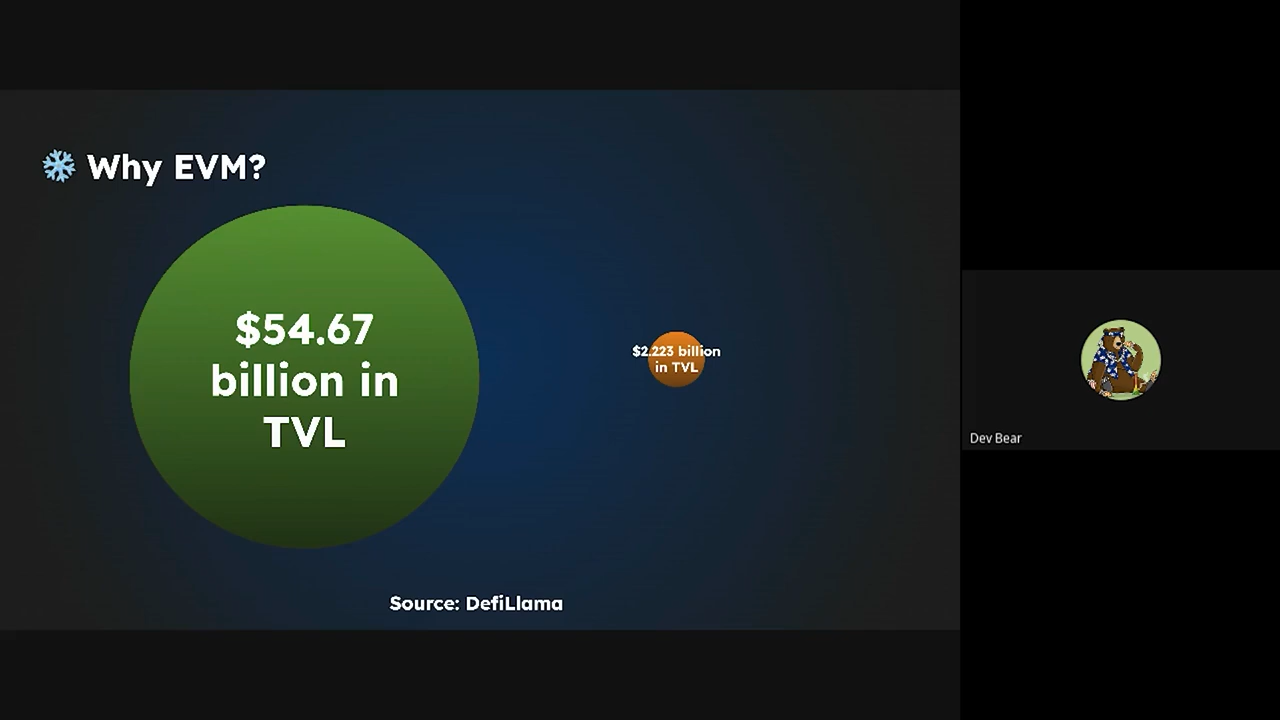 ❄️ Why EVM?
$54.67
billion in
TVL
$2.223 billion
in TVL
Source: DefiLlama
Dev Bear